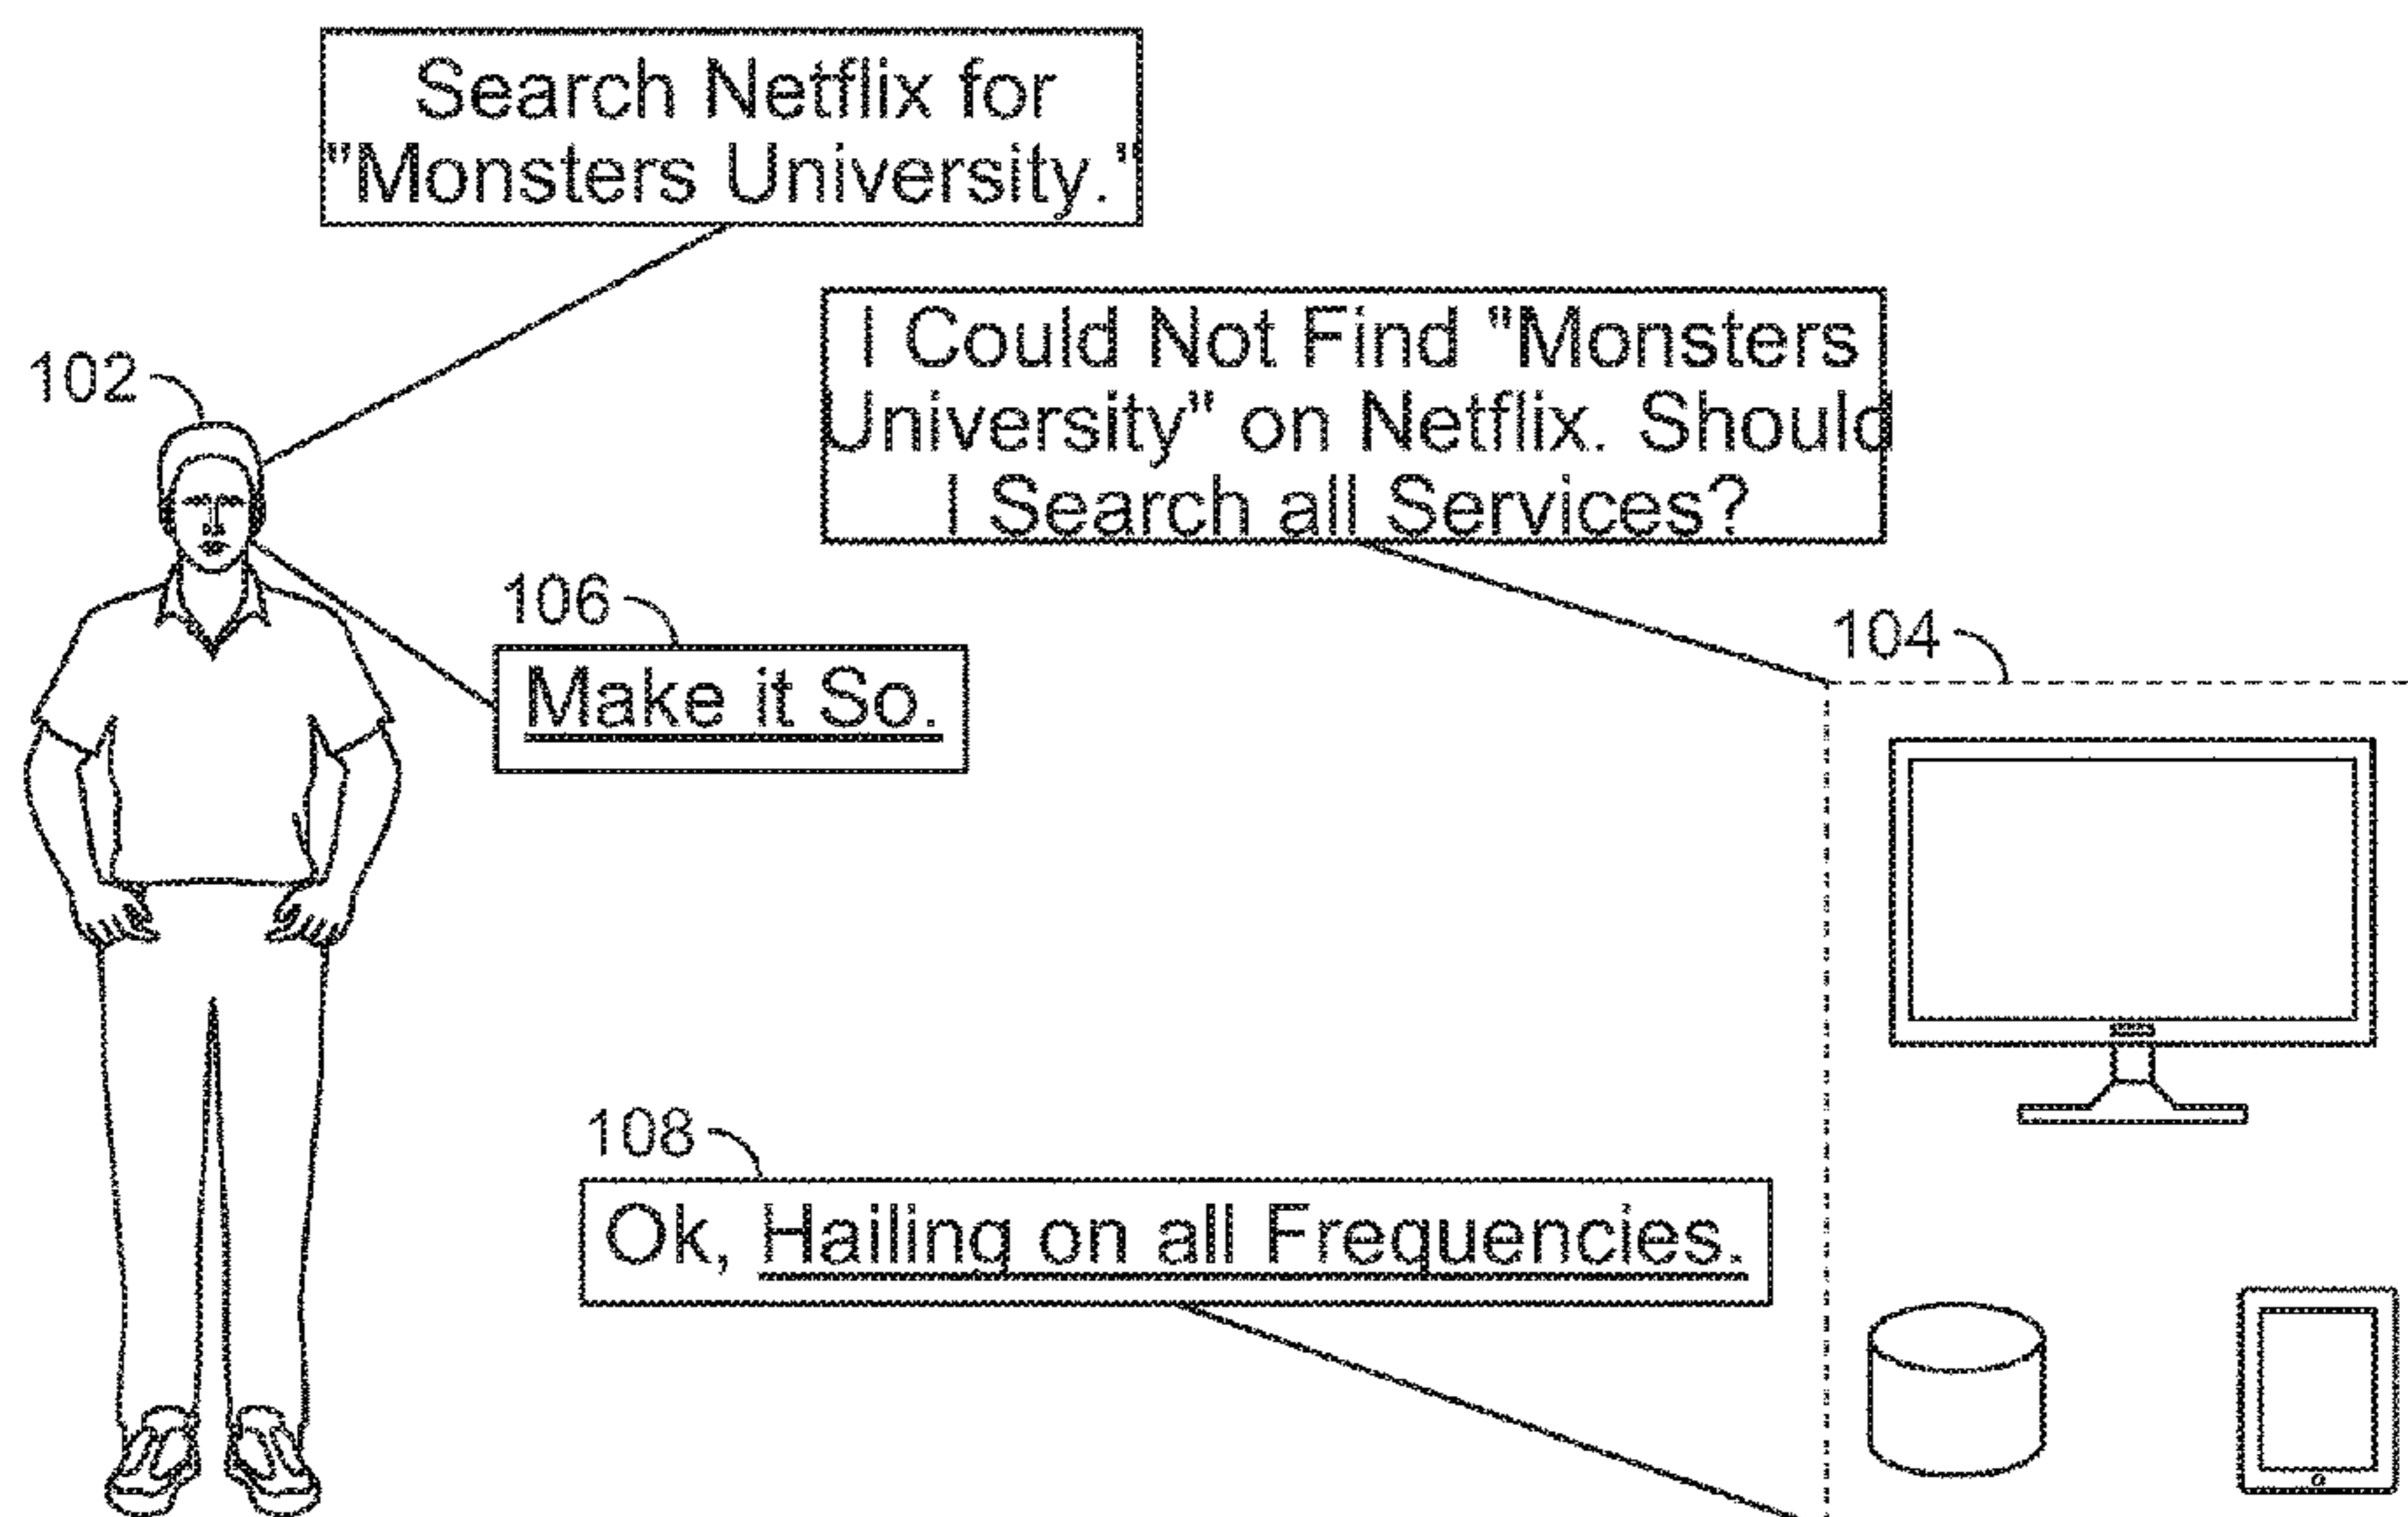 Search Netflix for
"Monsters University."
I Could Not Find "Monsters
University" on Netflix. Should
I Search all Services?
102
106
Make it So.
104
108
Ok, Hailing on all Frequencies.